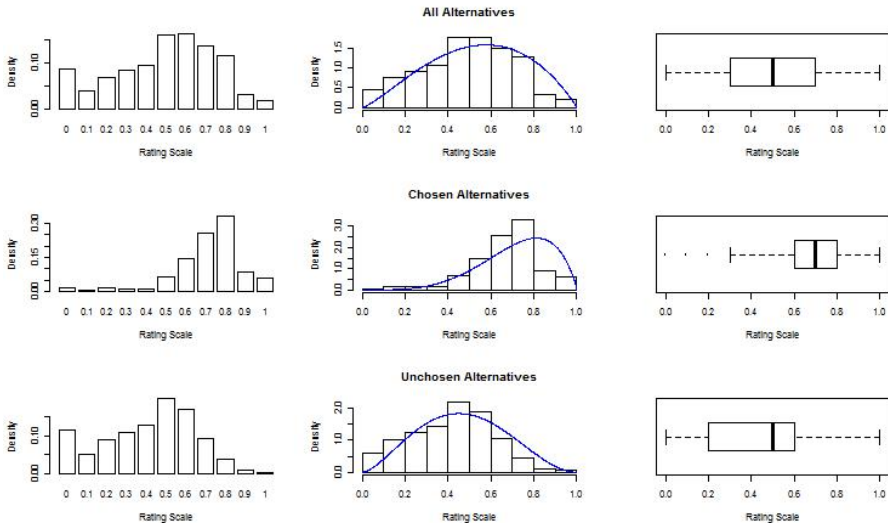 All Alternatives
Density
0.00 0.10
0 0.1 0.2 0.3 0.4 0.5 0.6 0.7 0.8 0.9 1
Rating Scale
Density
0.0 0.5 1.0 1.5
0.0 0.2 0.4 0.6 0.8 1.0
Rating Scale
0.0 0.2 0.4 0.6 0.8 1.0
Rating Scale
Chosen Alternatives
Density
0.00 0.15 0.30
0 0.1 0.2 0.3 0.4 0.5 0.6 0.7 0.8 0.9 1
Rating Scale
Density
0.0 1.0 2.0 3.0
0.0 0.2 0.4 0.6 0.8 1.0
Rating Scale
0.0 0.2 0.4 0.6 0.8 1.0
Rating Scale
Unchosen Alternatives
Density
0.00 0.10
0 0.1 0.2 0.3 0.4 0.5 0.6 0.7 0.8 0.9 1
Rating Scale
Density
0.0 1.0 2.0
0.0 0.2 0.4 0.6 0.8 1.0
Rating Scale
0.0 0.2 0.4 0.6 0.8 1.0
Rating Scale